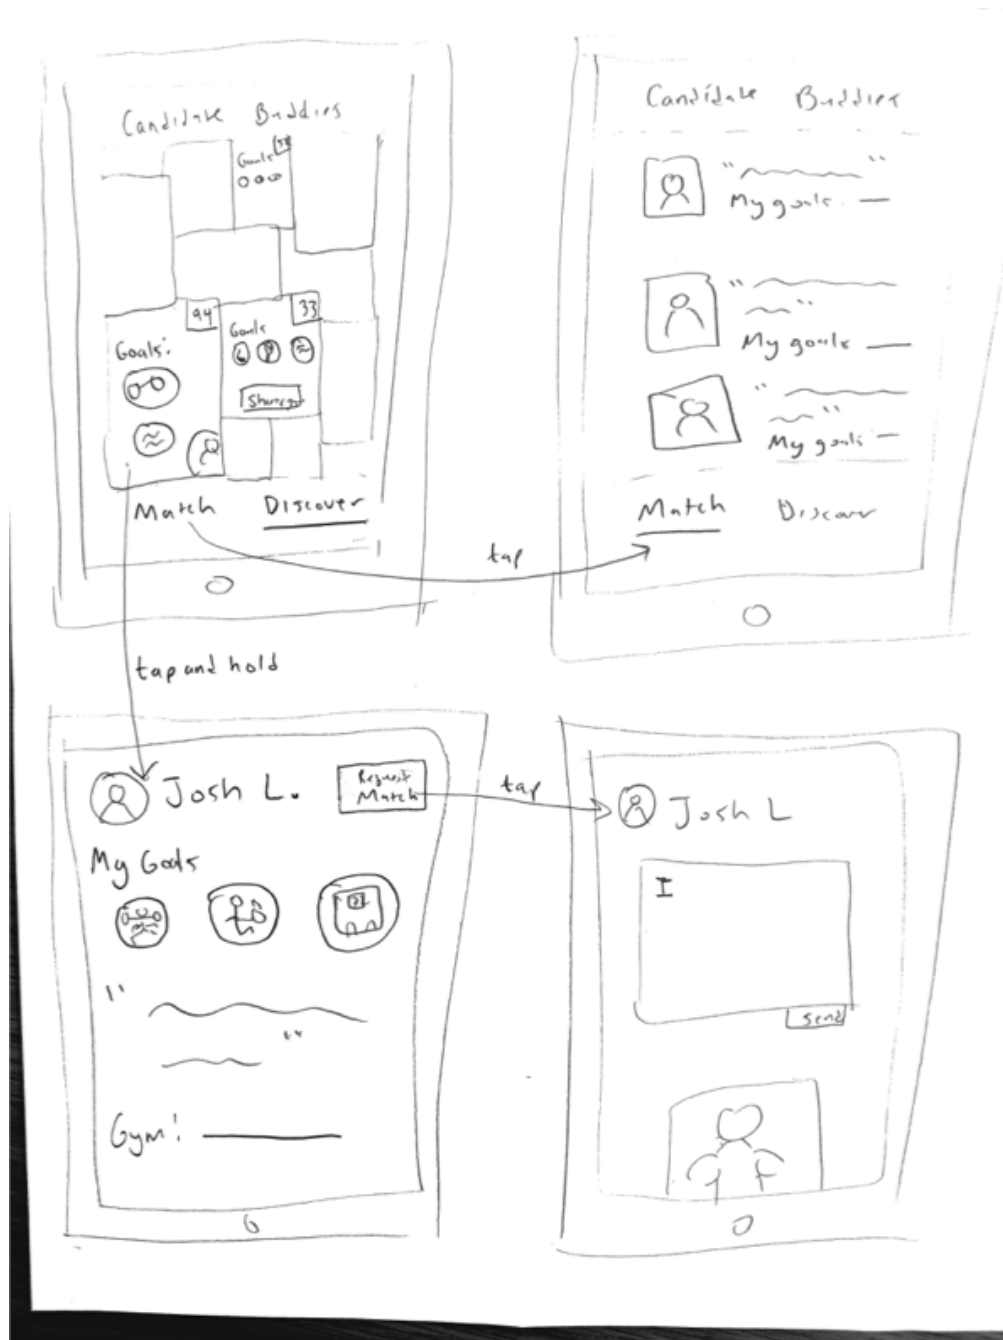 Candidate Buddies
Goals
94
33
Goals:
Goals
Match
Discover
Candidate Buddies
" "
My goals
" "
My goals
" "
My goals
Match
Discover
tap
tap and hold
Josh L.
Request
Match
My Goals
" "
Gym:
tap
Josh L
I
send